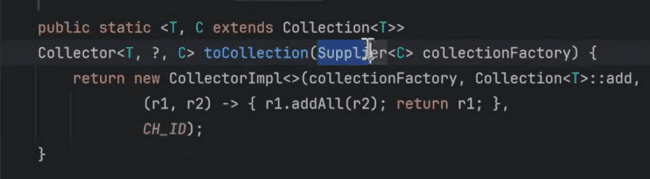 public static <T, C extends Collection<T>>
Collector<T, ?, C> toCollection(Supplier<C> collectionFactory) {
return new CollectorImpl<>(collectionFactory, Collection<T>::add,
(r1, r2) -> { r1.addAll(r2); return r1; },
CH_ID);
}